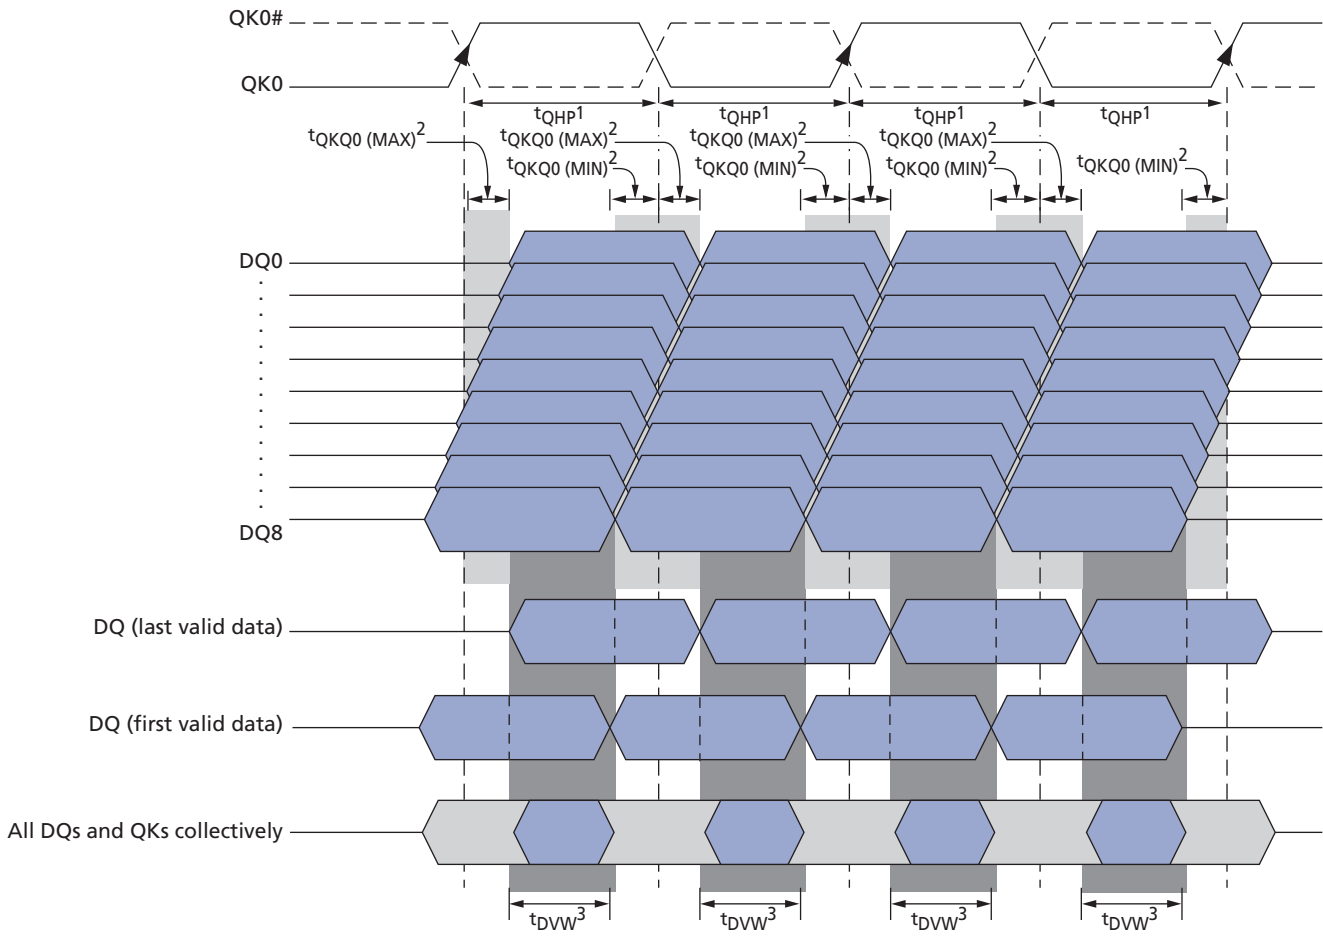 QK0#
QK0
tQHP1 tQHP1 tQHP1 tQHP1
tQKQ0 (MAX)2 tQKQ0 (MAX)2 tQKQ0 (MAX)2 tQKQ0 (MAX)2
tQKQ0 (MIN)2 tQKQ0 (MIN)2 tQKQ0 (MIN)2 tQKQ0 (MIN)2
DQ0
DQ8
DQ (last valid data)
DQ (first valid data)
All DQs and QKs collectively
tDVW3 tDVW3 tDVW3 tDVW3